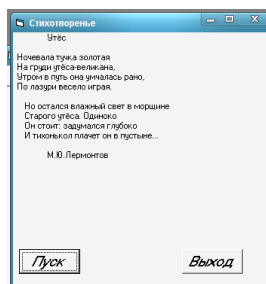 Стихотворенье
Утёс
Ночевала тучка золотая
На груди утёса-великана,
Утром в путь она умчалась рано,
По лазури весело играя.
Но остался влажный свет в морщине
Старого утёса. Одиноко
Он стоит: задумался глубоко
И тихонькол плачет он в пустыне...
М.Ю.Лермонтов
Пуск
Выход